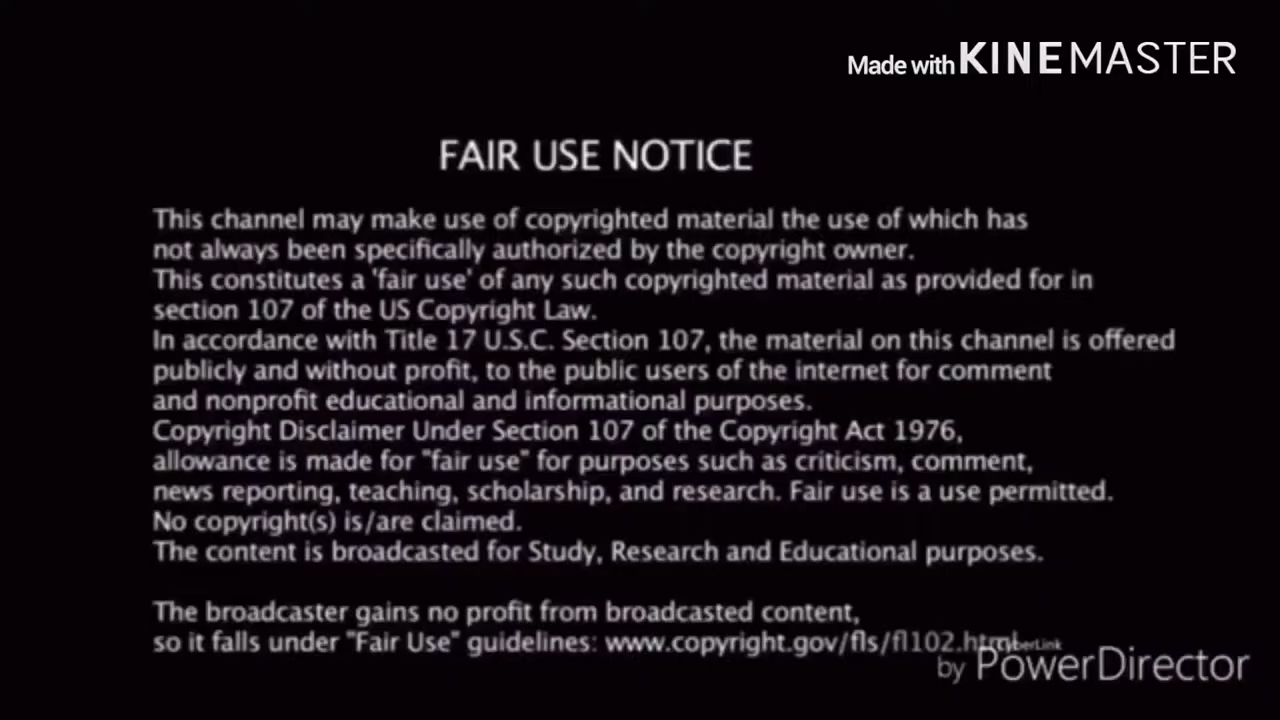 Made with KINEMASTER
FAIR USE NOTICE
This channel may make use of copyrighted material the use of which has
not always been specifically authorized by the copyright owner.
This constitutes a 'fair use' of any such copyrighted material as provided for in
section 107 of the US Copyright Law.
In accordance with Title 17 U.S.C. Section 107, the material on this channel is offered
publicly and without profit, to the public users of the internet for comment
and nonprofit educational and informational purposes.
Copyright Disclaimer Under Section 107 of the Copyright Act 1976,
allowance is made for "fair use" for purposes such as criticism, comment,
news reporting, teaching, scholarship, and research. Fair use is a use permitted.
No copyright(s) is/are claimed.
The content is broadcasted for Study, Research and Educational purposes.
The broadcaster gains no profit from broadcasted content,
so it falls under "Fair Use" guidelines: www.copyright.gov/fls/fl102.html
by PowerDirector